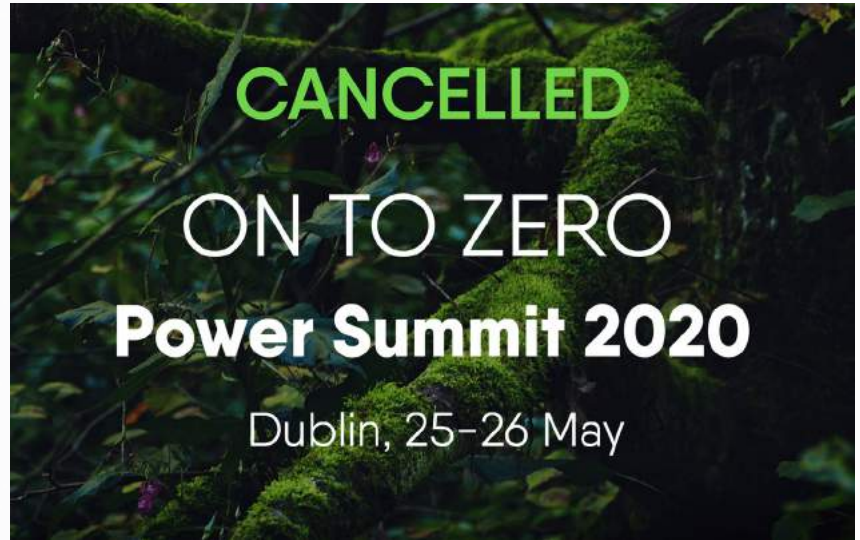 CANCELLED
ON TO ZERO
Power Summit 2020
Dublin, 25-26 May